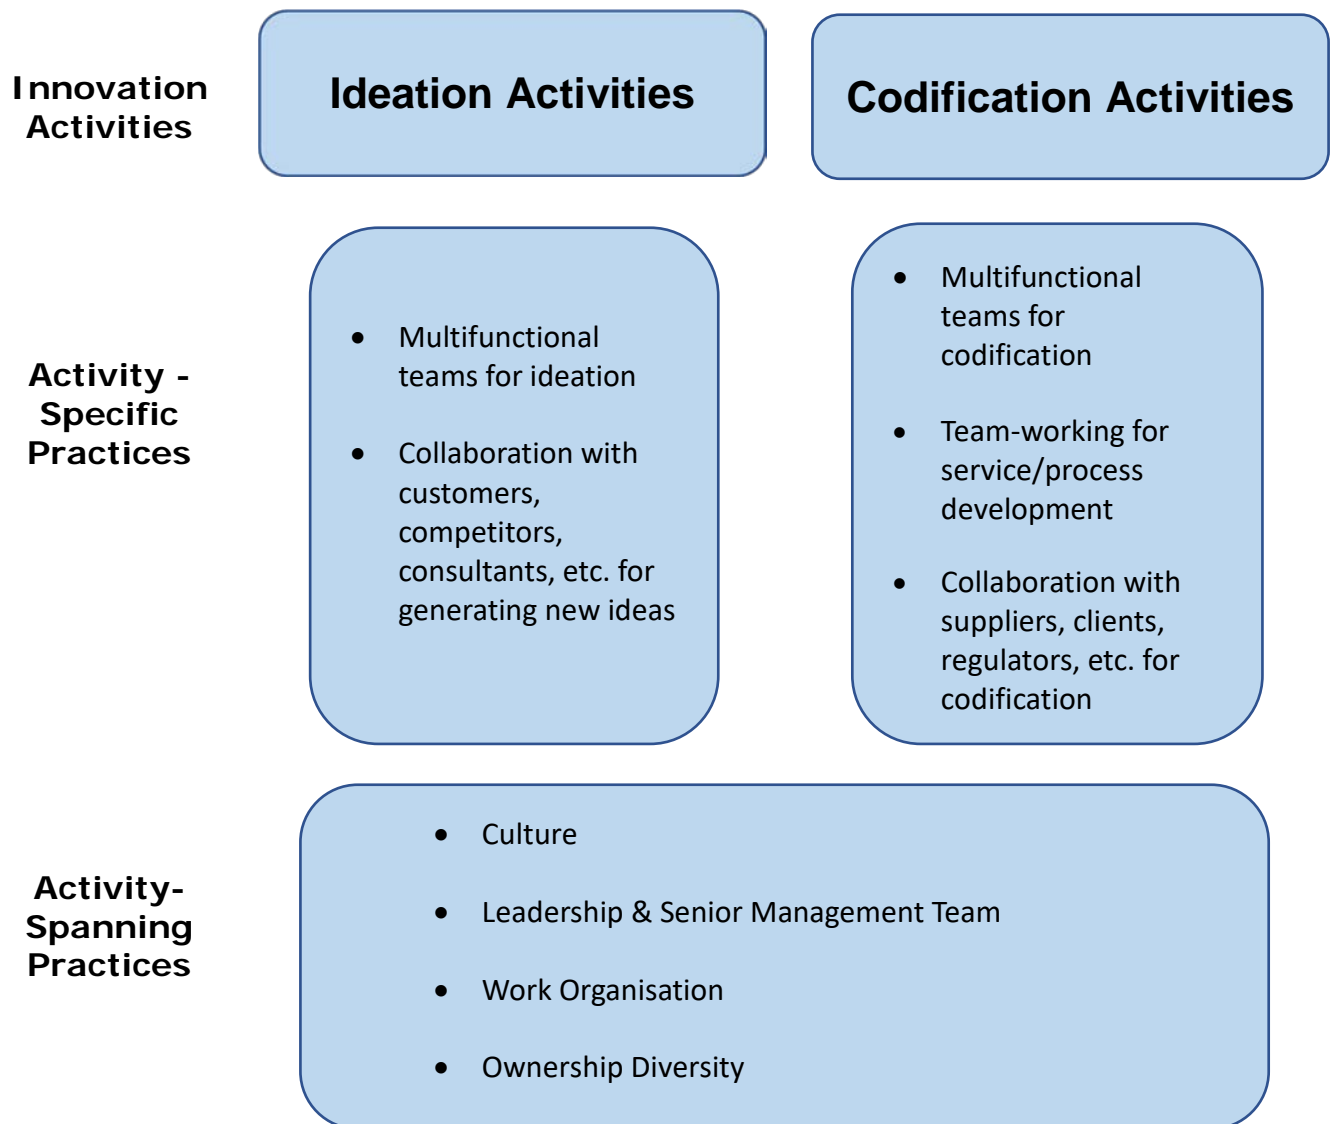 Innovation
Activities
Ideation Activities
Codification Activities
Activity -
Specific
Practices
• Multifunctional
teams for ideation
• Collaboration with
customers,
competitors,
consultants, etc. for
generating new ideas
• Multifunctional
teams for
codification
• Team-working for
service/process
development
• Collaboration with
suppliers, clients,
regulators, etc. for
codification
Activity-
Spanning
Practices
• Culture
• Leadership & Senior Management Team
• Work Organisation
• Ownership Diversity